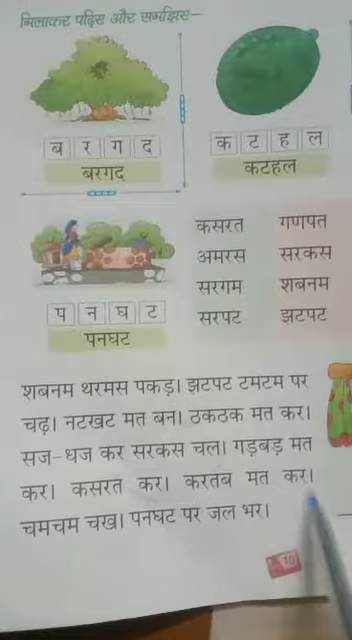 मिलाकर पढ़िए और समझिए–
ब र ग द
बरगद
क ट ह ल
कटहल
प न घ ट
पनघट
कसरत गणपत
अमरस सरकस
सरगम शबनम
सरपट झटपट
शबनम थरमस पकड़। झटपट टमटम पर
चढ़। नटखट मत बन। ठकठक मत कर।
सज-धज कर सरकस चल। गड़बड़ मत
कर। कसरत कर। करतब मत कर।
चमचम चख। पनघट पर जल भर।
10